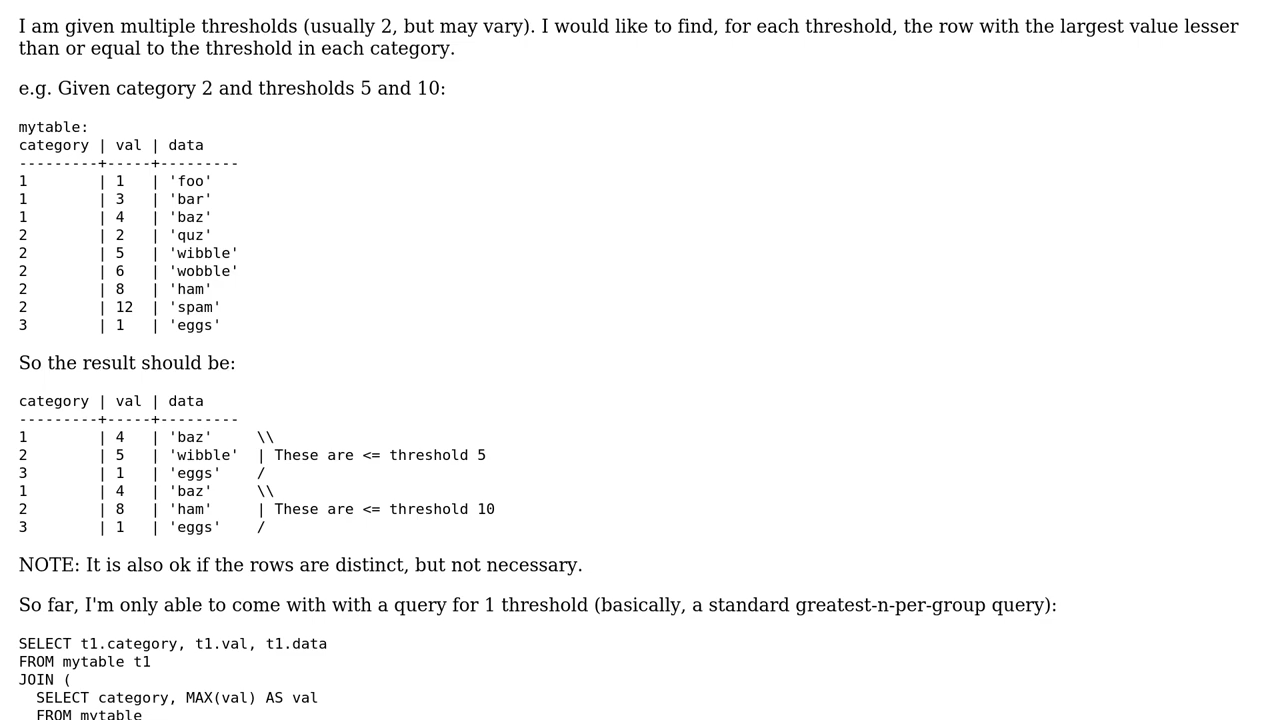 I am given multiple thresholds (usually 2, but may vary). I would like to find, for each threshold, the row with the largest value lesser
than or equal to the threshold in each category.
e.g. Given category 2 and thresholds 5 and 10:
mytable:
category | val | data
---------+-----+---------
1        | 1   | 'foo'
1        | 3   | 'bar'
1        | 4   | 'baz'
2        | 2   | 'quz'
2        | 5   | 'wibble'
2        | 6   | 'wobble'
2        | 8   | 'ham'
2        | 12  | 'spam'
3        | 1   | 'eggs'
So the result should be:
category | val | data
---------+-----+---------
1        | 4   | 'baz'     \\
2        | 5   | 'wibble'  | These are <= threshold 5
3        | 1   | 'eggs'    /
1        | 4   | 'baz'     \\
2        | 8   | 'ham'     | These are <= threshold 10
3        | 1   | 'eggs'    /
NOTE: It is also ok if the rows are distinct, but not necessary.
So far, I'm only able to come with with a query for 1 threshold (basically, a standard greatest-n-per-group query):
SELECT t1.category, t1.val, t1.data
FROM mytable t1
JOIN (
  SELECT category, MAX(val) AS val
  FROM mytable